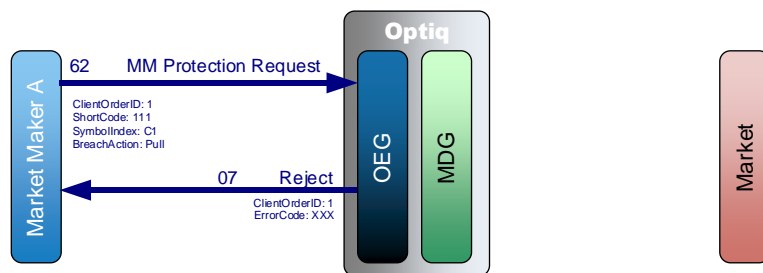 Optiq
62 MM Protection Request
Market Maker A
ClientOrderID: 1
ShortCode: 111
SymbolIndex: C1
BreachAction: Pull
OEG
MDG
Market
07 Reject
ClientOrderID: 1
ErrorCode: XXX